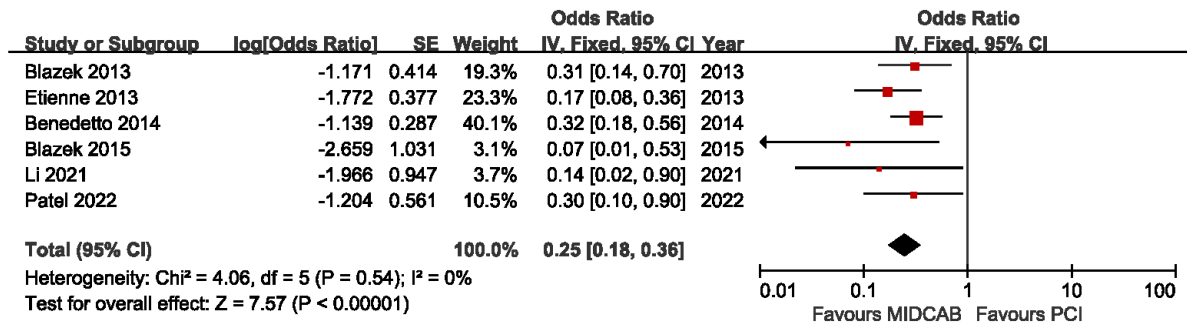 Odds Ratio Odds Ratio
Study or Subgroup log[Odds Ratio] SE Weight IV, Fixed, 95% CI Year IV, Fixed, 95% CI
Blazek 2013 -1.171 0.414 19.3% 0.31 [0.14, 0.70] 2013
Etienne 2013 -1.772 0.377 23.3% 0.17 [0.08, 0.36] 2013
Benedetto 2014 -1.139 0.287 40.1% 0.32 [0.18, 0.56] 2014
Blazek 2015 -2.659 1.031 3.1% 0.07 [0.01, 0.53] 2015
Li 2021 -1.966 0.947 3.7% 0.14 [0.02, 0.90] 2021
Patel 2022 -1.204 0.561 10.5% 0.30 [0.10, 0.90] 2022
Total (95% CI) 100.0% 0.25 [0.18, 0.36]
Heterogeneity: Chi² = 4.06, df = 5 (P = 0.54); I² = 0%
Test for overall effect: Z = 7.57 (P < 0.00001)
0.01 0.1 1 10 100
Favours MIDCAB Favours PCI